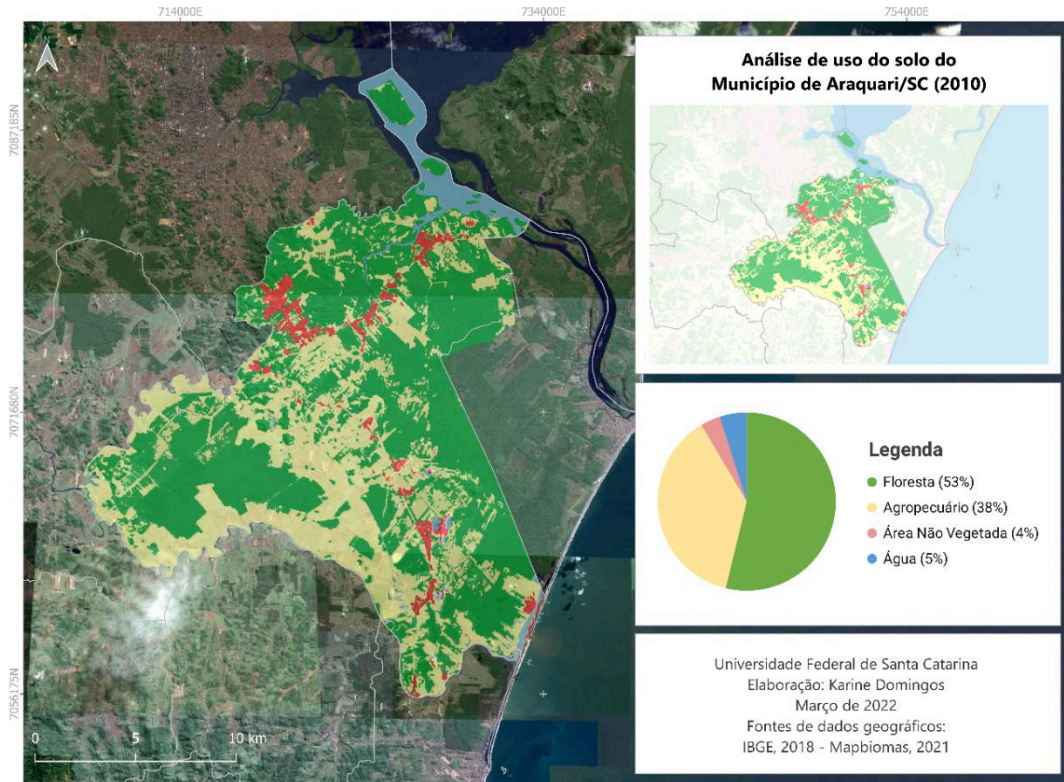 714000E
734000E
754000E
7087185N
7071680N
7056175N
N
0 5 10 km
Análise de uso do solo do
Município de Araquari/SC (2010)
Legenda
Floresta (53%)
Agropecuário (38%)
Área Não Vegetada (4%)
Água (5%)
Universidade Federal de Santa Catarina
Elaboração: Karine Domingos
Março de 2022
Fontes de dados geográficos:
IBGE, 2018 - Mapbiomas, 2021